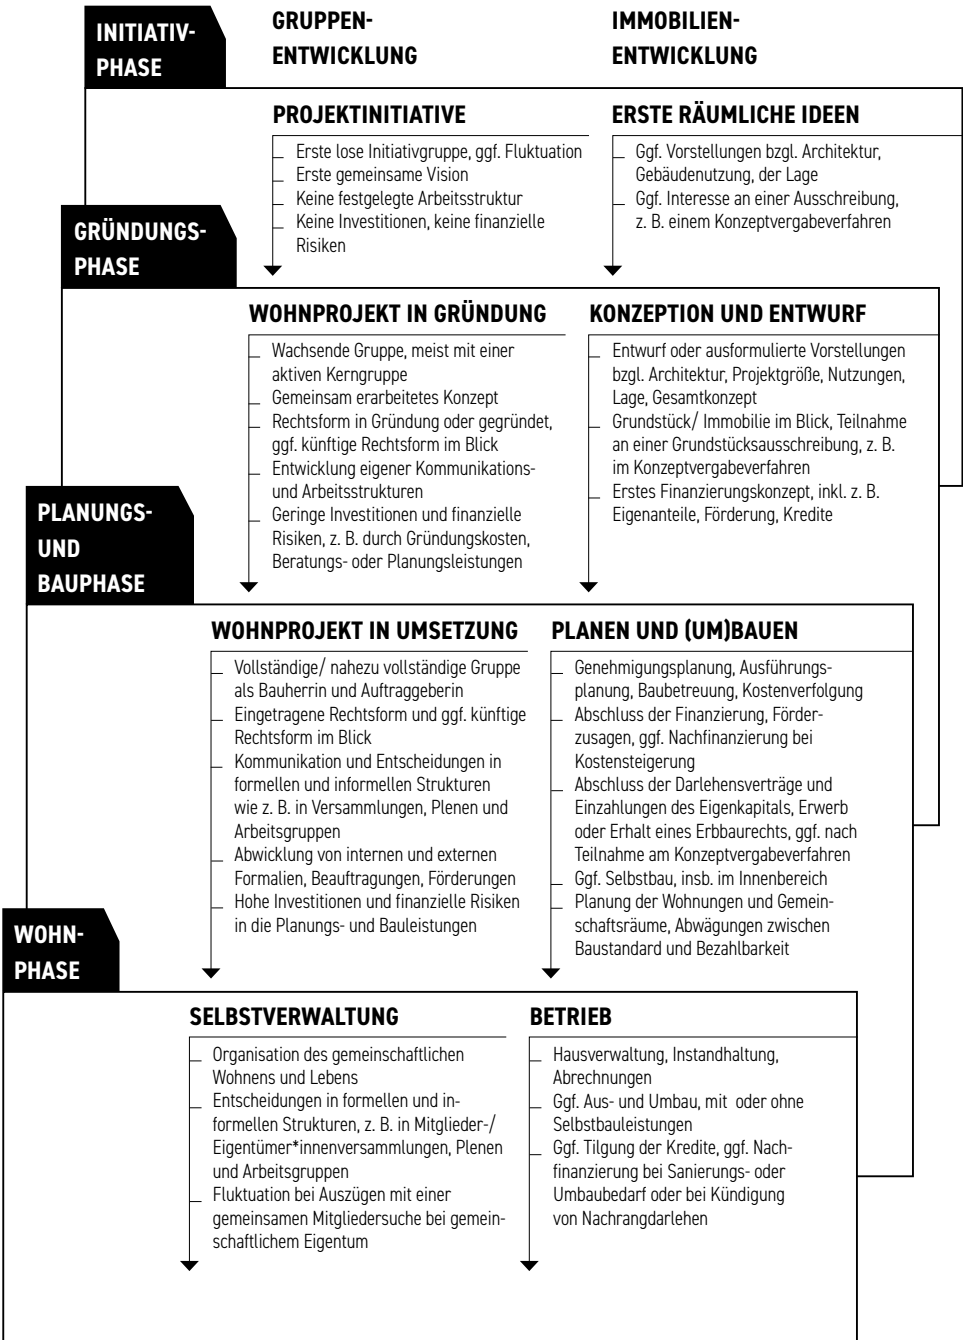 INITIATIV-
PHASE
GRUPPEN-
ENTWICKLUNG
IMMOBILIEN-
ENTWICKLUNG
PROJEKTINITIATIVE
_ Erste lose Initiativgruppe, ggf. Fluktuation
_ Erste gemeinsame Vision
_ Keine festgelegte Arbeitsstruktur
_ Keine Investitionen, keine finanzielle
Risiken
ERSTE RÄUMLICHE IDEEN
_ Ggf. Vorstellungen bzgl. Architektur,
Gebäudenutzung, der Lage
_ Ggf. Interesse an einer Ausschreibung,
z. B. einem Konzeptvergabeverfahren
GRÜNDUNGS-
PHASE
WOHNPROJEKT IN GRÜNDUNG
_ Wachsende Gruppe, meist mit einer
aktiven Kerngruppe
_ Gemeinsam erarbeitetes Konzept
_ Rechtsform in Gründung oder gegründet,
ggf. künftige Rechtsform im Blick
_ Entwicklung eigener Kommunikations-
und Arbeitsstrukturen
_ Geringe Investitionen und finanzielle
Risiken, z. B. durch Gründungskosten,
Beratungs- oder Planungsleistungen
KONZEPTION UND ENTWURF
_ Entwurf oder ausformulierte Vorstellungen
bzgl. Architektur, Projektgröße, Nutzungen,
Lage, Gesamtkonzept
_ Grundstück/ Immobilie im Blick, Teilnahme
an einer Grundstücksausschreibung, z. B.
im Konzeptvergabeverfahren
_ Erstes Finanzierungskonzept, inkl. z. B.
Eigenanteile, Förderung, Kredite
PLANUNGS-
UND
BAUPHASE
WOHNPROJEKT IN UMSETZUNG
_ Vollständige/ nahezu vollständige Gruppe
als Bauherrin und Auftraggeberin
_ Eingetragene Rechtsform und ggf. künftige
Rechtsform im Blick
_ Kommunikation und Entscheidungen in
formellen und informellen Strukturen
wie z. B. in Versammlungen, Plenen und
Arbeitsgruppen
_ Abwicklung von internen und externen
Formalien, Beauftragungen, Förderungen
_ Hohe Investitionen und finanzielle Risiken
in die Planungs- und Bauleistungen
PLANEN UND (UM)BAUEN
_ Genehmigungsplanung, Ausführungs-
planung, Baubetreuung, Kostenverfolgung
_ Abschluss der Finanzierung, Förder-
zusagen, ggf. Nachfinanzierung bei
Kostensteigerung
_ Abschluss der Darlehensverträge und
Einzahlungen des Eigenkapitals, Erwerb
oder Erhalt eines Erbbaurechts, ggf. nach
Teilnahme am Konzeptvergabeverfahren
_ Ggf. Selbstbau, insb. im Innenbereich
_ Planung der Wohnungen und Gemein-
schaftsräume, Abwägungen zwischen
Baustandard und Bezahlbarkeit
WOHN-
PHASE
SELBSTVERWALTUNG
_ Organisation des gemeinschaftlichen
Wohnens und Lebens
_ Entscheidungen in formellen und in-
formellen Strukturen, z. B. in Mitglieder-/
Eigentümer*innenversammlungen, Plenen
und Arbeitsgruppen
_ Fluktuation bei Auszügen mit einer
gemeinsamen Mitgliedersuche bei gemein-
schaftlichem Eigentum
BETRIEB
_ Hausverwaltung, Instandhaltung,
Abrechnungen
_ Ggf. Aus- und Umbau, mit oder ohne
Selbstbauleistungen
_ Ggf. Tilgung der Kredite, ggf. Nach-
finanzierung bei Sanierungs- oder
Umbaubedarf oder bei Kündigung
von Nachrangdarlehen